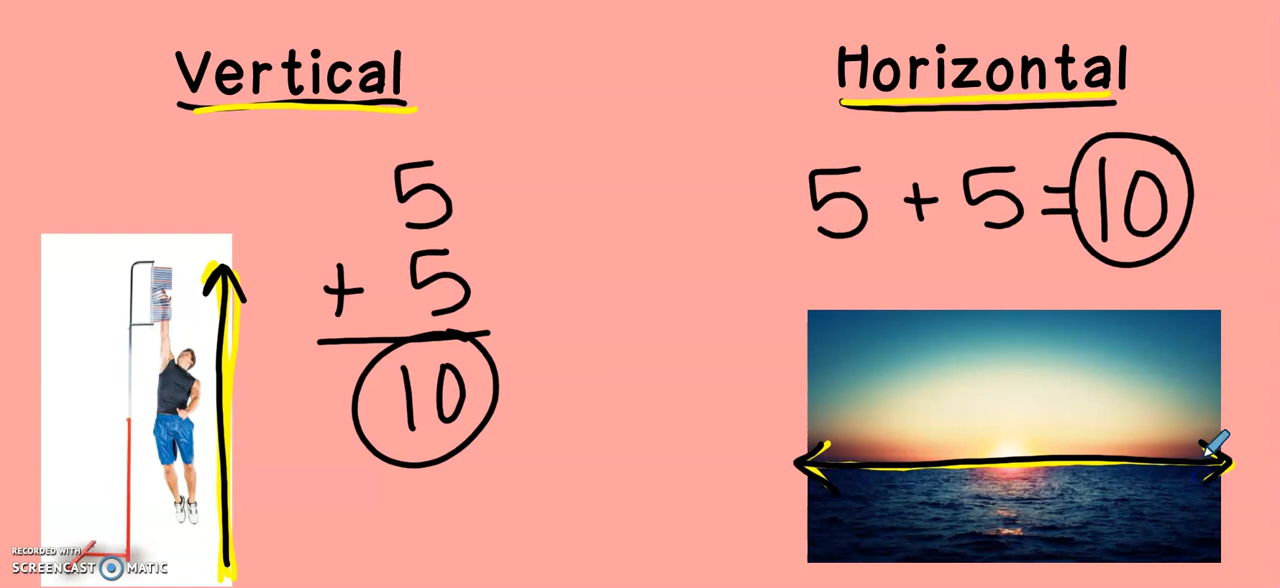 Vertical
5
+ 5
10
Horizontal
5 + 5 = 10
RECORDED WITH
SCREENCAST MATIC